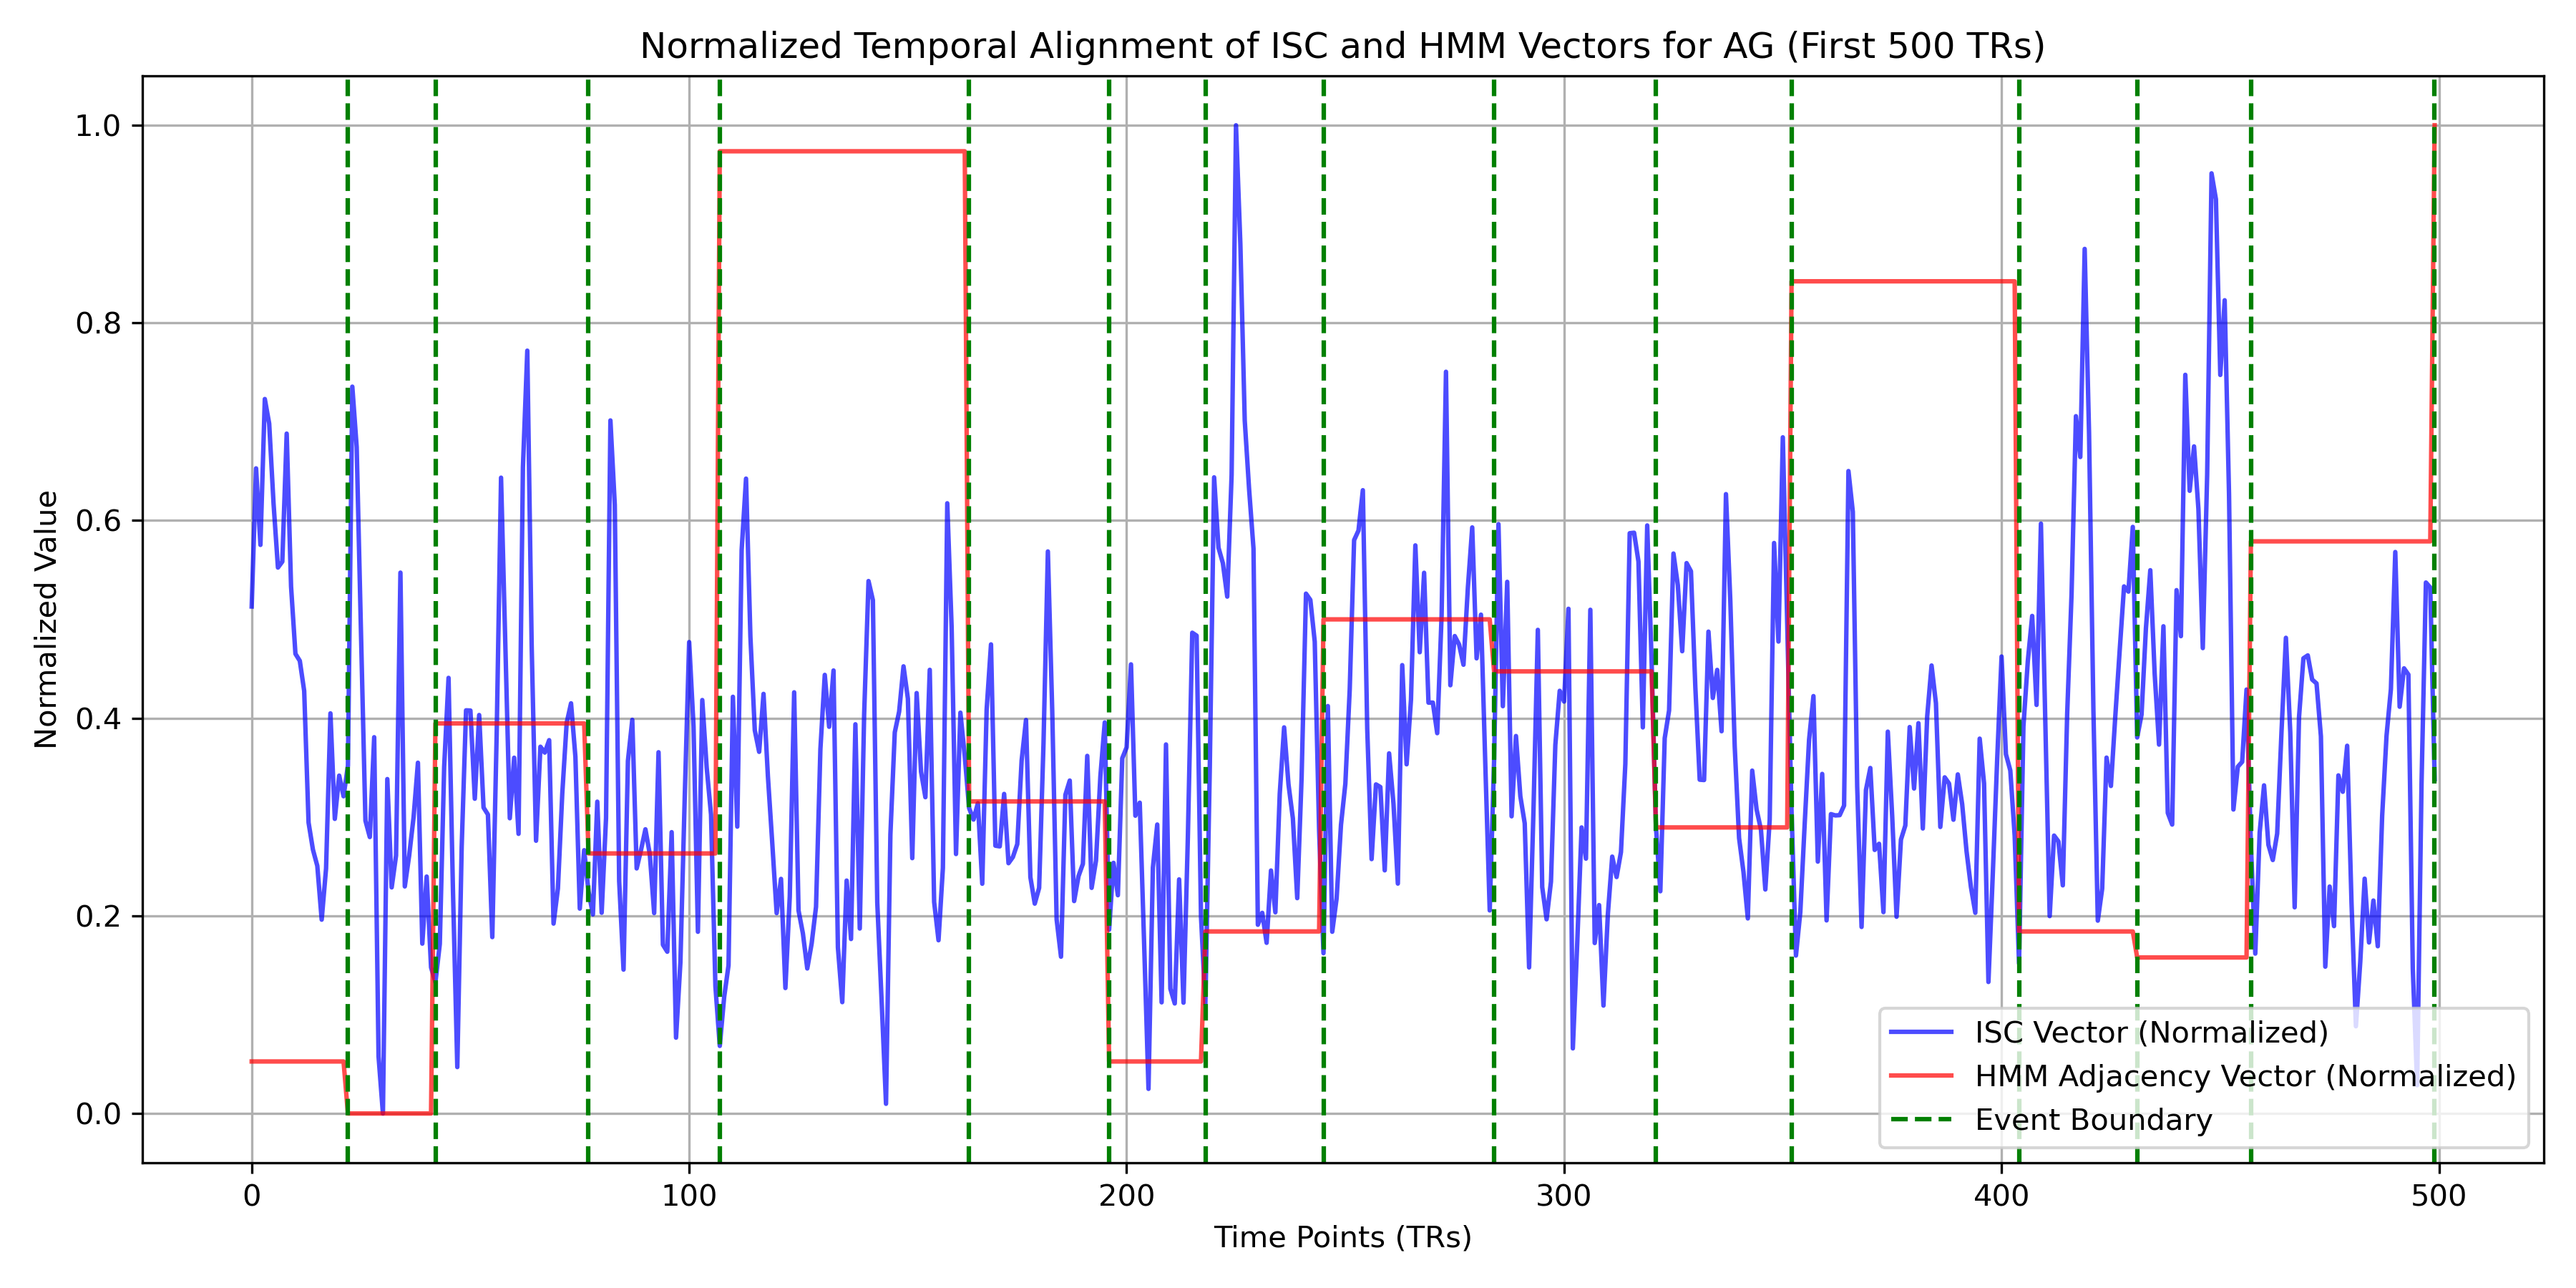 Normalized Temporal Alignment of ISC and HMM Vectors for AG (First 500 TRs)
Normalized Value
1.0
0.8
0.6
0.4
0.2
0.0
ISC Vector (Normalized)
HMM Adjacency Vector (Normalized)
Event Boundary
0 100 200 300 400 500
Time Points (TRs)